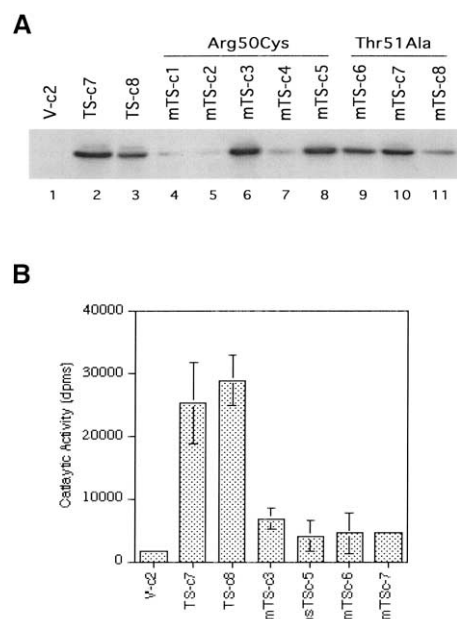 A
Arg50Cys Thr51Ala
V-c2 TS-c7 TS-c8 mTS-c1 mTS-c2 mTS-c3 mTS-c4 mTS-c5 mTS-c6 mTS-c7 mTS-c8
1 2 3 4 5 6 7 8 9 10 11
B
40000
30000
20000
10000
0
Catlaytic Activity (dpms)
V-c2 TS-c7 TS-c8 mTS-c3 msTSc-5 mTSc-6 mTSc-7